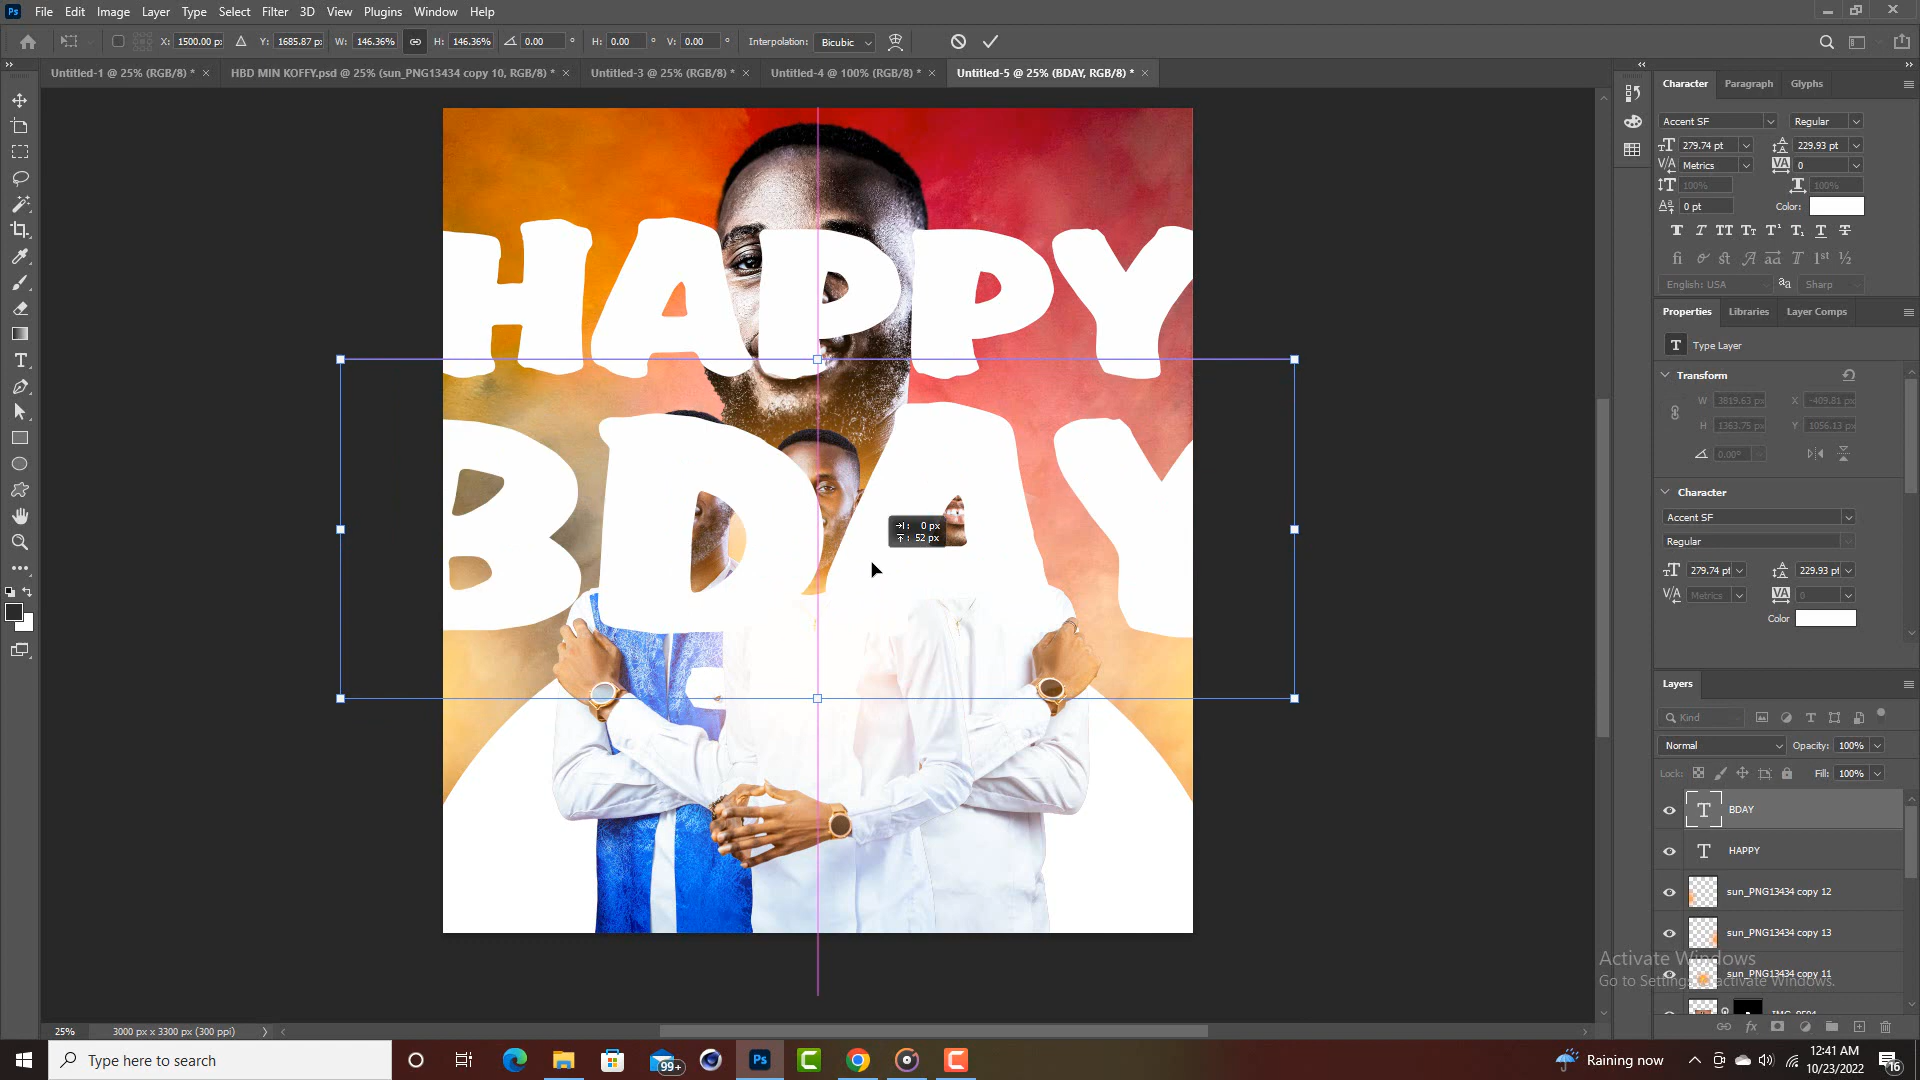 Ps File Edit Image Layer Type Select Filter 3D View Plugins Window Help
X: 1500.00 px Y: 1685.87 px W: 146.36% H: 146.36% 0.00 ° H: 0.00 ° V: 0.00 ° Interpolation: Bicubic
Untitled-1 @ 25% (RGB/8) * × HBD MIN KOFFY.psd @ 25% (sun_PNG13434 copy 10, RGB/8) * × Untitled-3 @ 25% (RGB/8) * × Untitled-4 @ 100% (RGB/8) * × Untitled-5 @ 25% (BDAY, RGB/8) * ×
HAPPY
BDAY
0 px
52 px
Character Paragraph Glyphs
Accent SF Regular
279.74 pt 229.93 pt
Metrics 0
100% 100%
0 pt Color:
English: USA aa Sharp
Properties Libraries Layer Comps
T Type Layer
Transform
W 3819.63 px X -409.81 px
H 1363.75 px Y 1056.13 px
0.00°
Character
Accent SF
Regular
279.74 pt 229.93 pt
Metrics 0
Color
Layers
Kind
Normal Opacity: 100%
Lock: Fill: 100%
T BDAY
T HAPPY
sun_PNG13434 copy 12
sun_PNG13434 copy 13
sun_PNG13434 copy 11
Activate Windows
Go to Settings to activate Windows.
25% 3000 px x 3300 px (300 ppi)
Type here to search
99+
Ps
Raining now
12:41 AM
10/23/2022
16